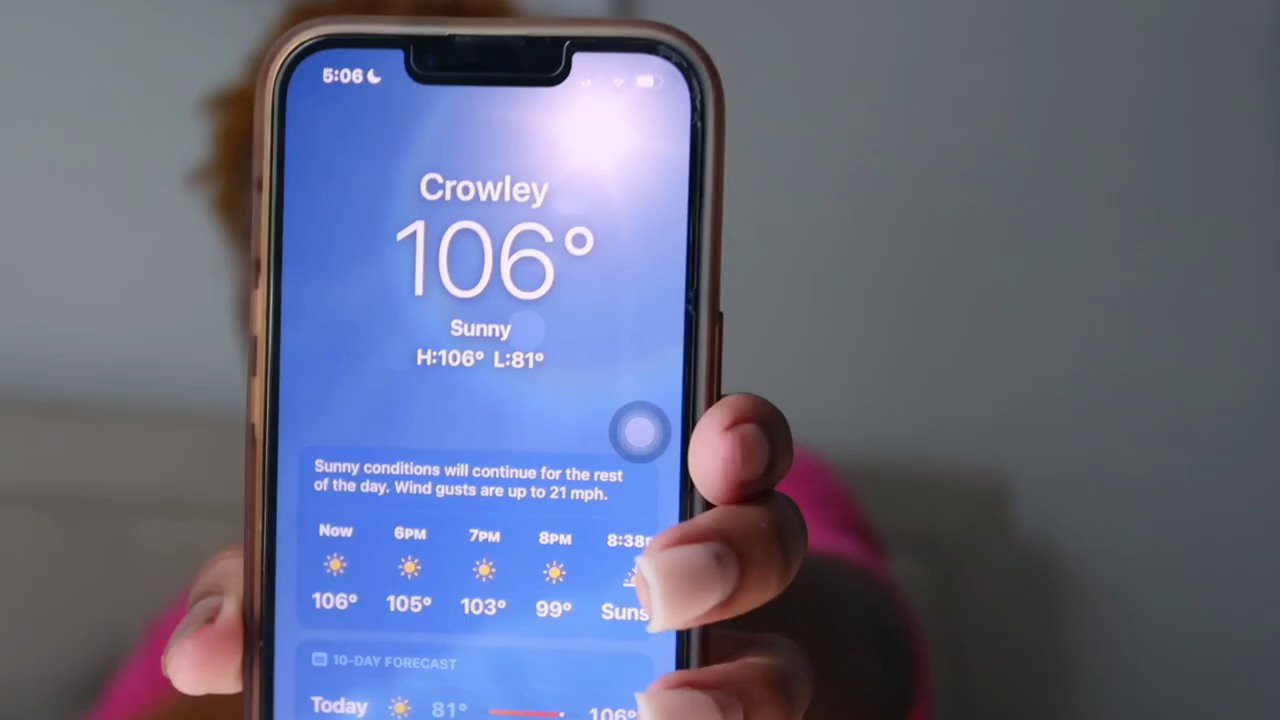 5:06
Crowley
106°
Sunny
H:106° L:81°
Sunny conditions will continue for the rest
of the day. Wind gusts are up to 21 mph.
Now 6PM 7PM 8PM 8:38
106° 105° 103° 99° Suns
10-DAY FORECAST
Today 81° 106°